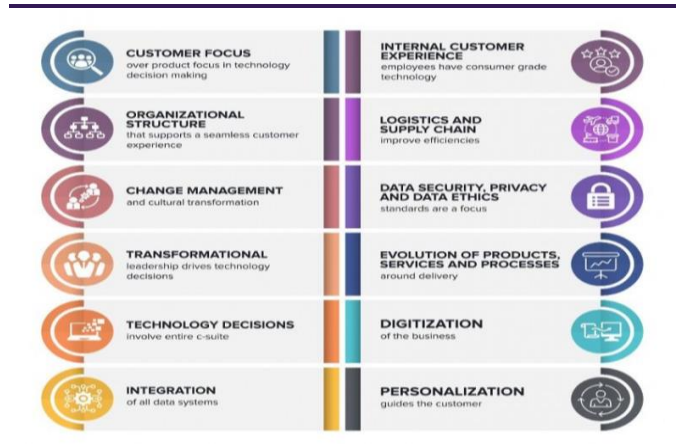 CUSTOMER FOCUS
over product focus in technology
decision making
ORGANIZATIONAL
STRUCTURE
that supports a seamless customer
experience
CHANGE MANAGEMENT
and cultural transformation
TRANSFORMATIONAL
leadership drives technology
decisions
TECHNOLOGY DECISIONS
involve entire c-suite
INTEGRATION
of all data systems
INTERNAL CUSTOMER
EXPERIENCE
employees have consumer grade
technology
LOGISTICS AND
SUPPLY CHAIN
improve efficiencies
DATA SECURITY, PRIVACY
AND DATA ETHICS
standards are a focus
EVOLUTION OF PRODUCTS,
SERVICES AND PROCESSES
around delivery
DIGITIZATION
of the business
PERSONALIZATION
guides the customer